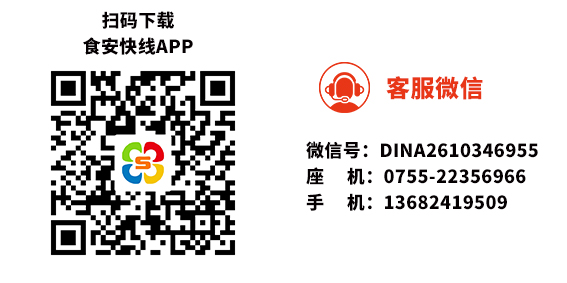 扫码下载
食安快线APP
S
客服微信
微信号：DINA2610346955
座 机：0755-22356966
手 机：13682419509